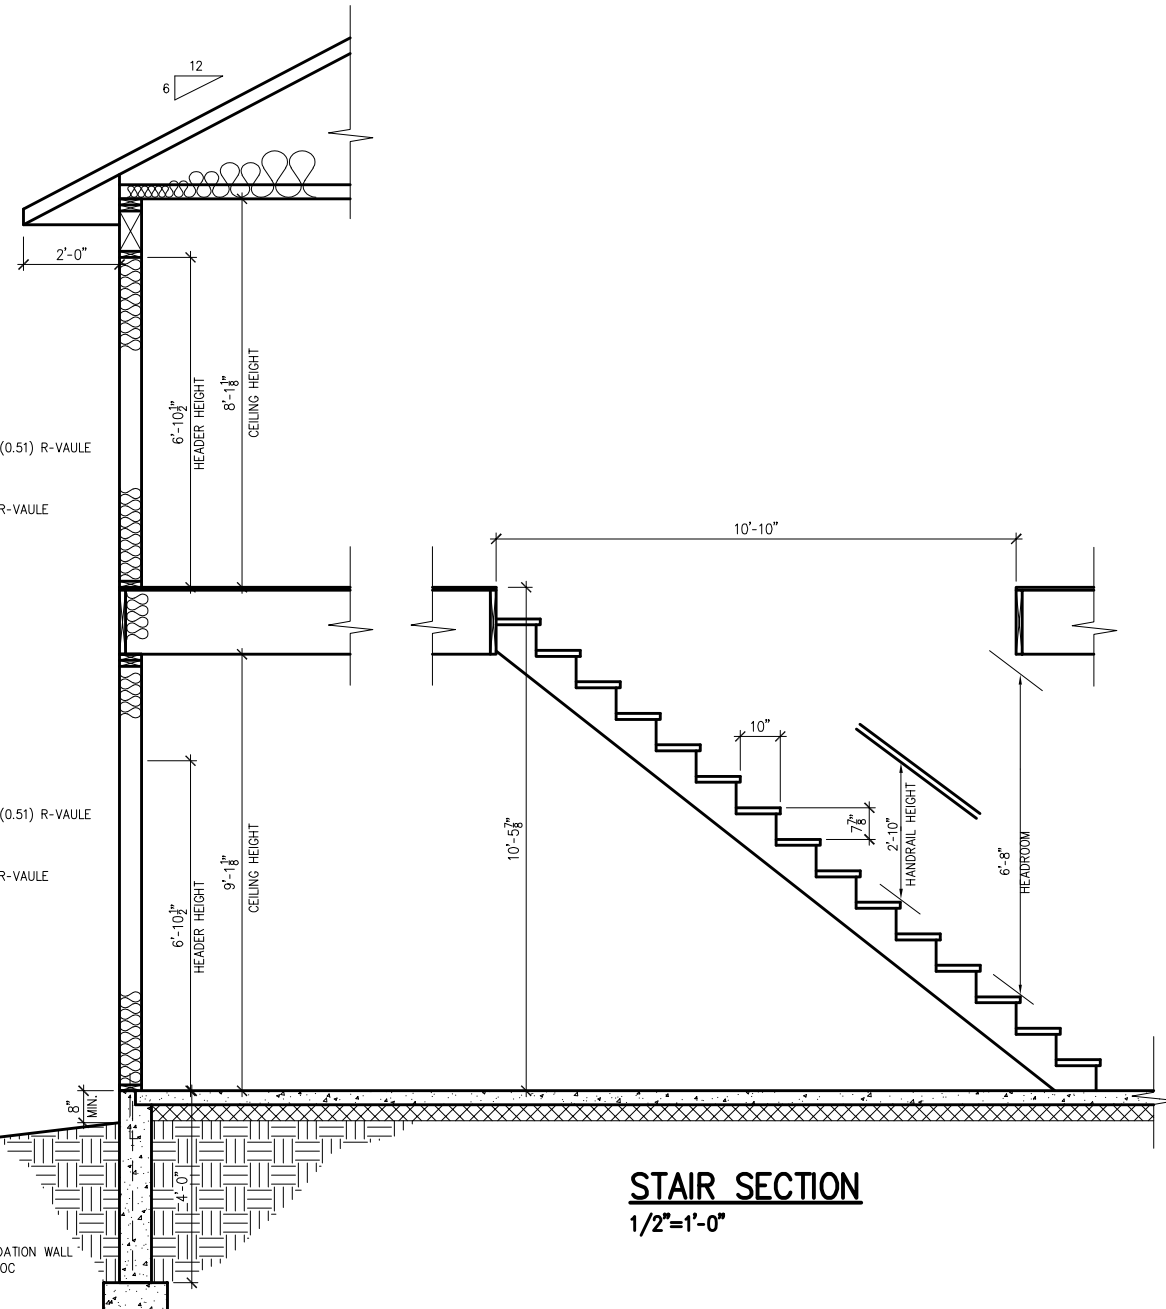 12
6
2'-0"
6'-10½"
HEADER HEIGHT
8'-1⅛"
CEILING HEIGHT
(0.51) R-VAULE
R-VAULE
10'-10"
10"
7⅞"
2'-10"
HANDRAIL HEIGHT
6'-8"
HEADROOM
10'-5⅞"
(0.51) R-VAULE
R-VAULE
9'-1⅛"
CEILING HEIGHT
6'-10½"
HEADER HEIGHT
8"
MIN.
4'-0"
STAIR SECTION
1/2"=1'-0"
WALL
OC